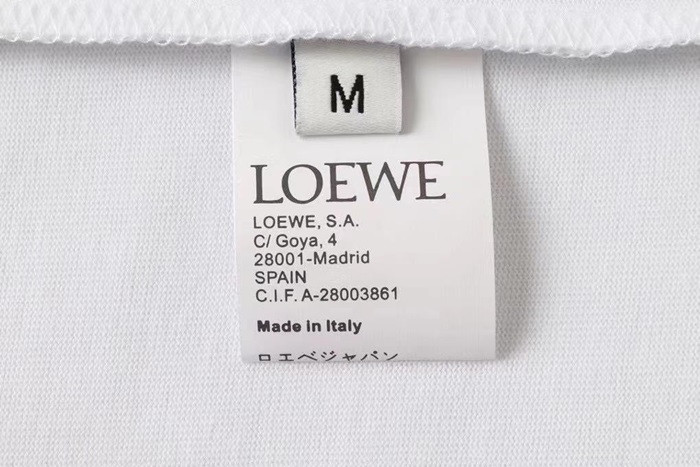 M
LOEWE
LOEWE, S.A.
C/ Goya, 4
28001-Madrid
SPAIN
C.I.F. A-28003861
Made in Italy
ロエベジャパン